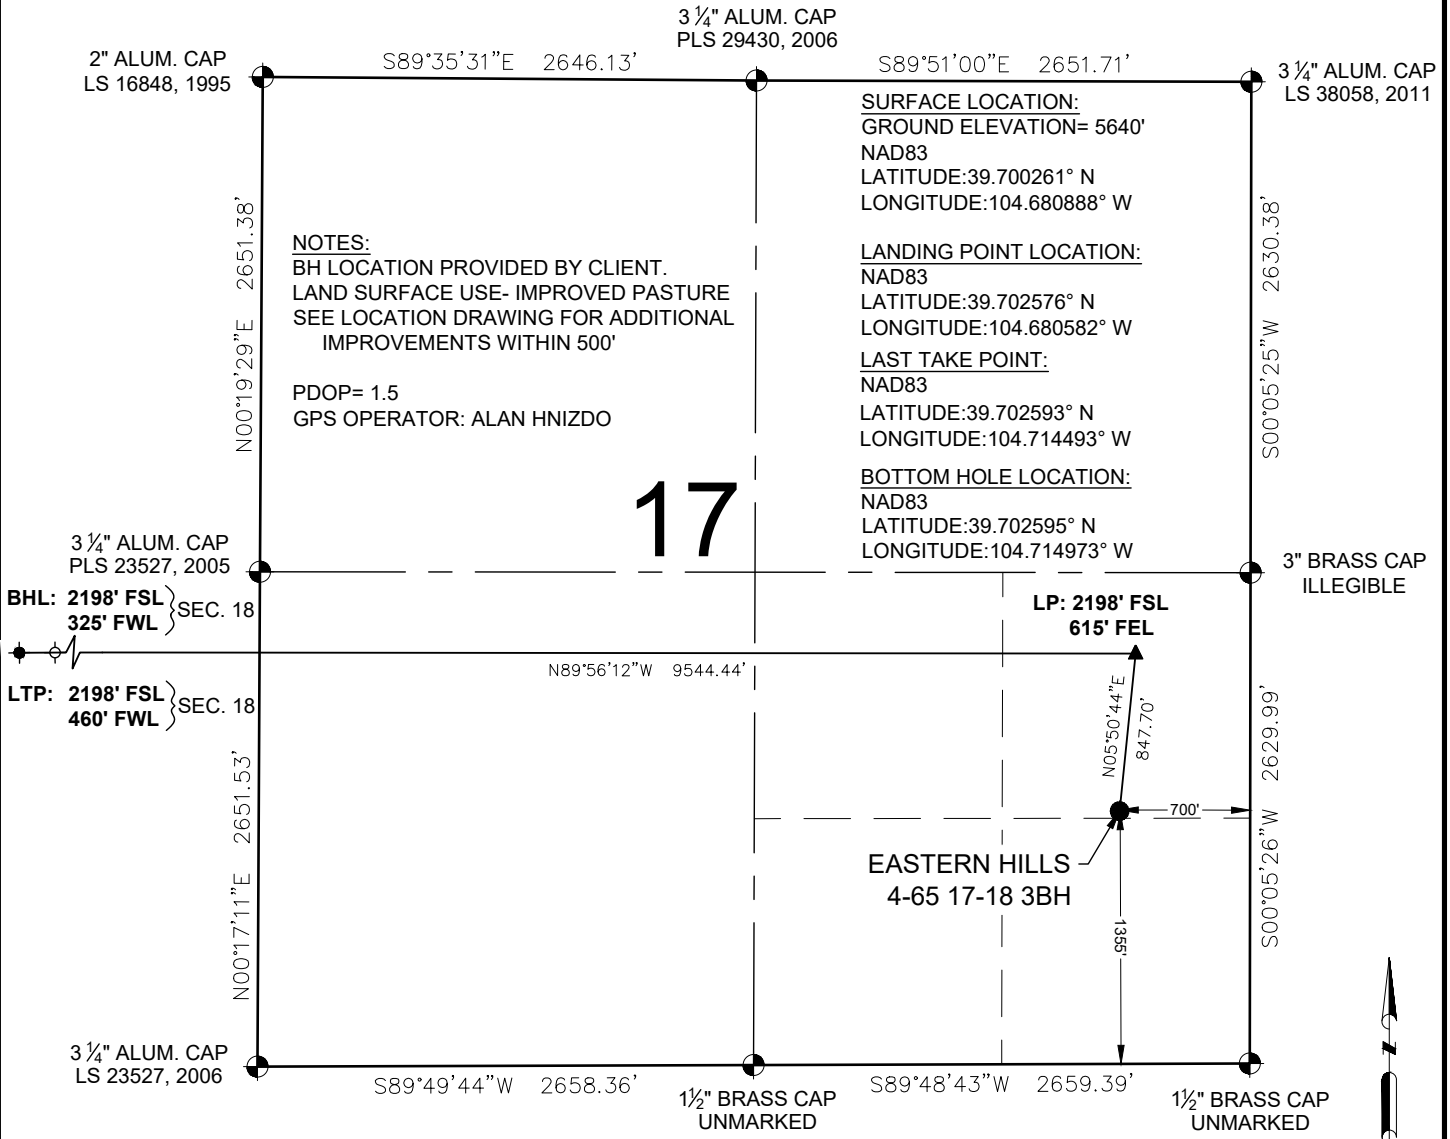 3 ¼" ALUM. CAP
PLS 29430, 2006
2" ALUM. CAP
LS 16848, 1995
S89°35'31"E 2646.13'
S89°51'00"E 2651.71'
3 ¼" ALUM. CAP
LS 38058, 2011
SURFACE LOCATION:
GROUND ELEVATION= 5640'
NAD83
LATITUDE:39.700261° N
LONGITUDE:104.680888° W
LANDING POINT LOCATION:
NAD83
LATITUDE:39.702576° N
LONGITUDE:104.680582° W
LAST TAKE POINT:
NAD83
LATITUDE:39.702593° N
LONGITUDE:104.714493° W
BOTTOM HOLE LOCATION:
NAD83
LATITUDE:39.702595° N
LONGITUDE:104.714973° W
NOTES:
BH LOCATION PROVIDED BY CLIENT.
LAND SURFACE USE- IMPROVED PASTURE
SEE LOCATION DRAWING FOR ADDITIONAL
IMPROVEMENTS WITHIN 500'
PDOP= 1.5
GPS OPERATOR: ALAN HNIZDO
N00°19'29"E 2651.38'
S00°05'25"W 2630.38'
17
3 ¼" ALUM. CAP
PLS 23527, 2005
3" BRASS CAP
ILLEGIBLE
BHL: 2198' FSL
325' FWL
SEC. 18
LP: 2198' FSL
615' FEL
N89°56'12"W 9544.44'
LTP: 2198' FSL
460' FWL
SEC. 18
N05°50'44"E
847.70'
700'
1355'
EASTERN HILLS
4-65 17-18 3BH
N00°17'11"E 2651.53'
S00°05'26"W 2629.99'
3 ¼" ALUM. CAP
LS 23527, 2006
S89°49'44"W 2658.36'
S89°48'43"W 2659.39'
1½" BRASS CAP
UNMARKED
1½" BRASS CAP
UNMARKED
N